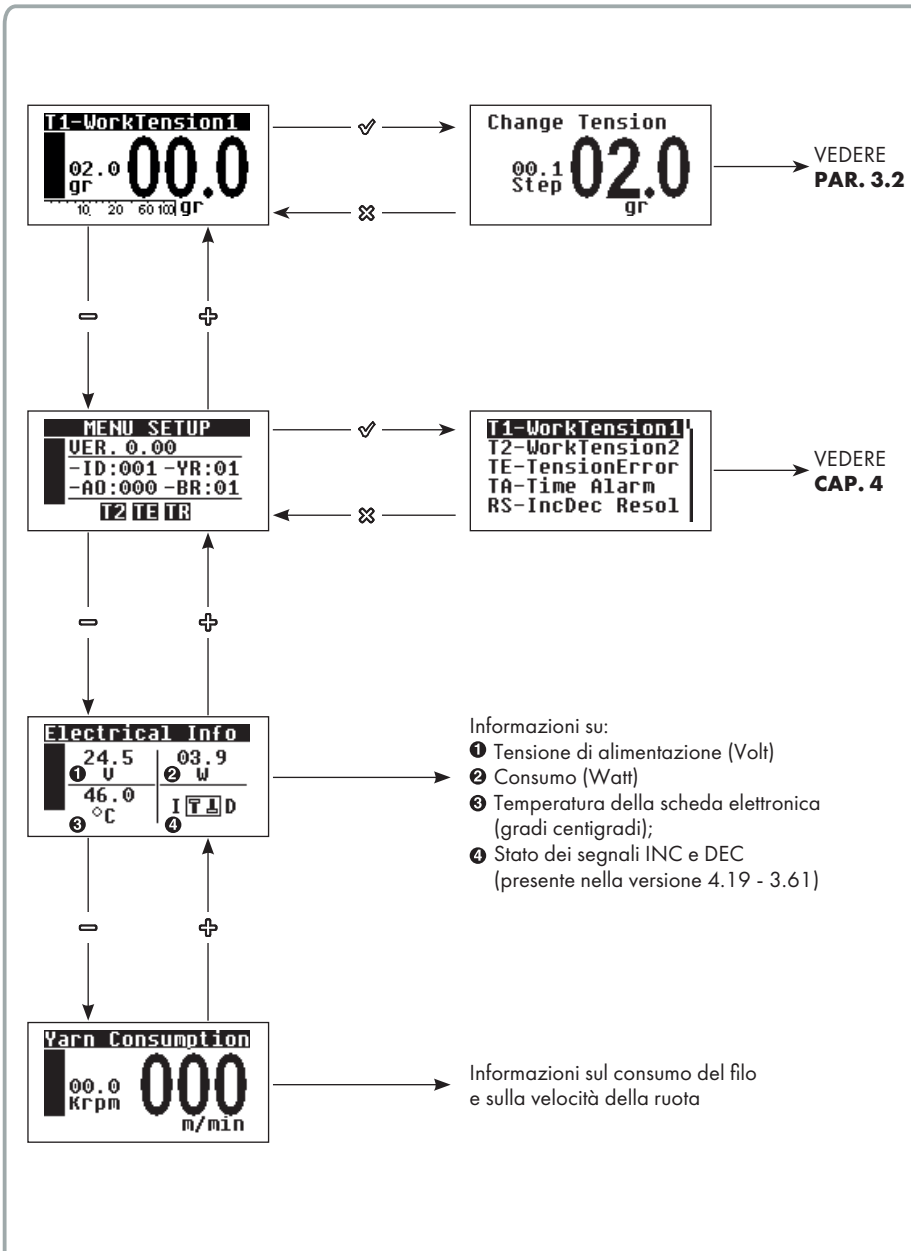 T1-WorkTension1
02.0
gr
00.0
gr
10 20 60 100
Change Tension
00.1
Step
02.0
gr
VEDERE
PAR. 3.2
MENU SETUP
VER. 0.00
-ID:001 -YR:01
-AO:000 -BR:01
T2 TE TR
T1-WorkTension1
T2-WorkTension2
TE-TensionError
TA-Time Alarm
RS-IncDec Resol
VEDERE
CAP. 4
Electrical Info
24.5
1 V
03.9
2 W
46.0
3 °C
I D
4
Informazioni su:
1 Tensione di alimentazione (Volt)
2 Consumo (Watt)
3 Temperatura della scheda elettronica
(gradi centigradi);
4 Stato dei segnali INC e DEC
(presente nella versione 4.19 - 3.61)
Yarn Consumption
00.0
Krpm
000
m/min
Informazioni sul consumo del filo
e sulla velocità della ruota